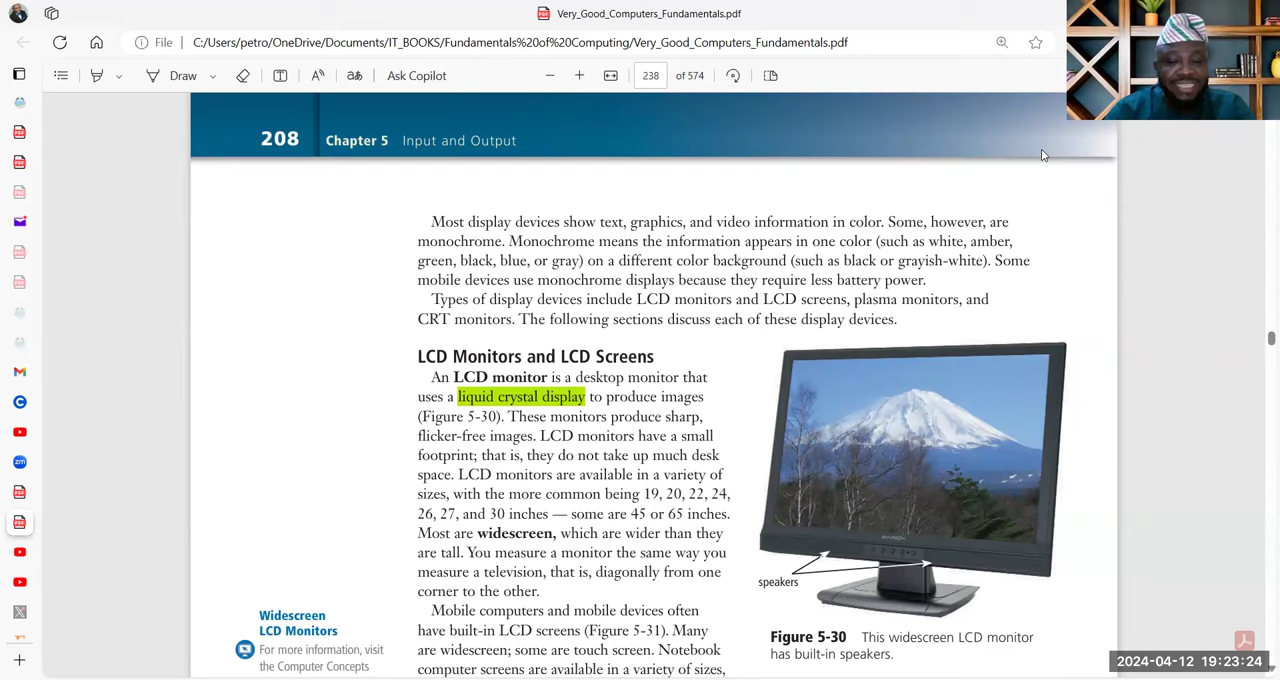 Very_Good_Computers_Fundamentals.pdf
File | C:/Users/petro/OneDrive/Documents/IT_BOOKS/Fundamentals%20of%20Computing/Very_Good_Computers_Fundamentals.pdf
Draw
Ask Copilot
238 of 574
208 Chapter 5 Input and Output
Most display devices show text, graphics, and video information in color. Some, however, are
monochrome. Monochrome means the information appears in one color (such as white, amber,
green, black, blue, or gray) on a different color background (such as black or grayish-white). Some
mobile devices use monochrome displays because they require less battery power.
Types of display devices include LCD monitors and LCD screens, plasma monitors, and
CRT monitors. The following sections discuss each of these display devices.
LCD Monitors and LCD Screens
An LCD monitor is a desktop monitor that
uses a liquid crystal display to produce images
(Figure 5-30). These monitors produce sharp,
flicker-free images. LCD monitors have a small
footprint; that is, they do not take up much desk
space. LCD monitors are available in a variety of
sizes, with the more common being 19, 20, 22, 24,
26, 27, and 30 inches — some are 45 or 65 inches.
Most are widescreen, which are wider than they
are tall. You measure a monitor the same way you
measure a television, that is, diagonally from one
corner to the other.
Mobile computers and mobile devices often
have built-in LCD screens (Figure 5-31). Many
are widescreen; some are touch screen. Notebook
computer screens are available in a variety of sizes,
speakers
Figure 5-30 This widescreen LCD monitor
has built-in speakers.
Widescreen
LCD Monitors
For more information, visit
the Computer Concepts
2024-04-12 19:23:24